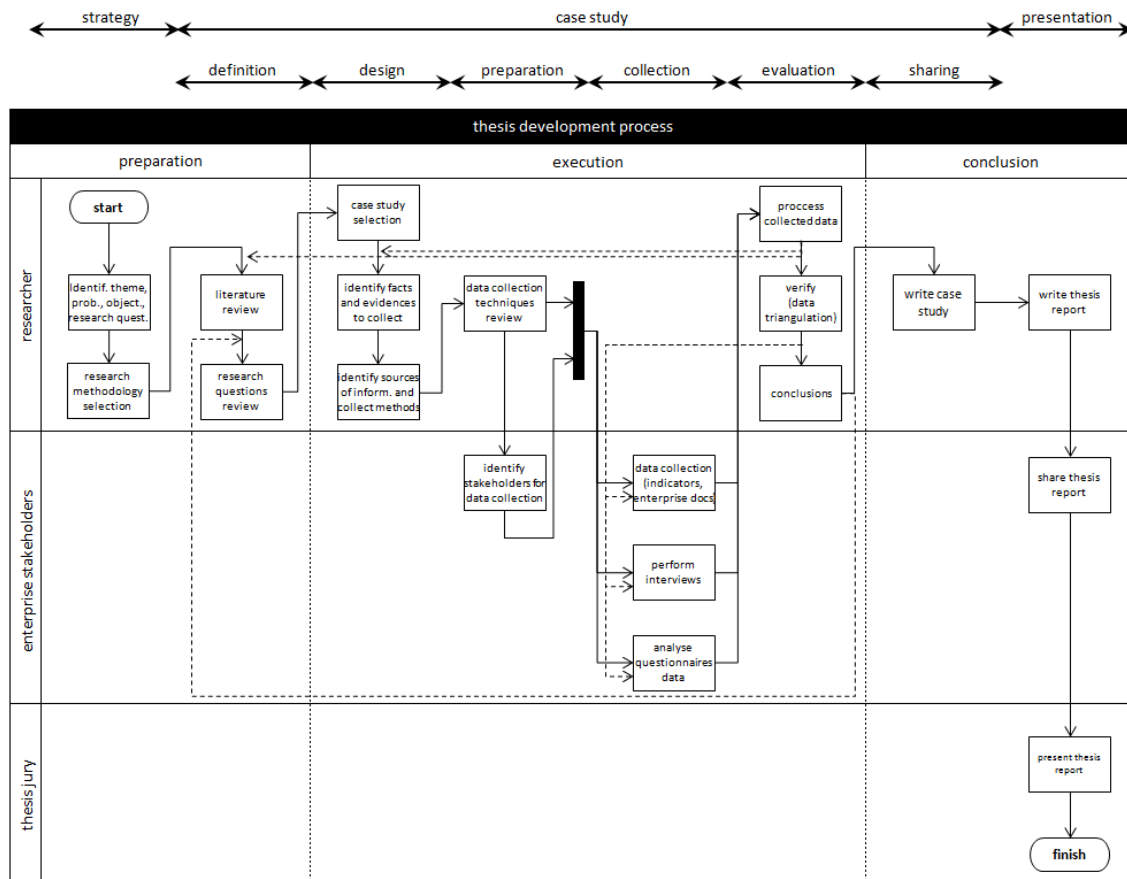 strategy
case study
presentation
definition
design
preparation
collection
evaluation
sharing
thesis development process
preparation
execution
conclusion
researcher
start
Identif. theme,
prob., object.,
research quest.
research
methodology
selection
literature
review
research
questions
review
case study
selection
identify facts
and evidences
to collect
identify sources
of inform. and
collect methods
data collection
techniques
review
proccess
collected data
verify
(data
triangulation)
conclusions
write case
study
write thesis
report
enterprise stakeholders
identify
stakeholders for
data collection
data collection
(indicators,
enterprise docs)
perform
interviews
analyse
questionnaires
data
share thesis
report
thesis jury
present thesis
report
finish